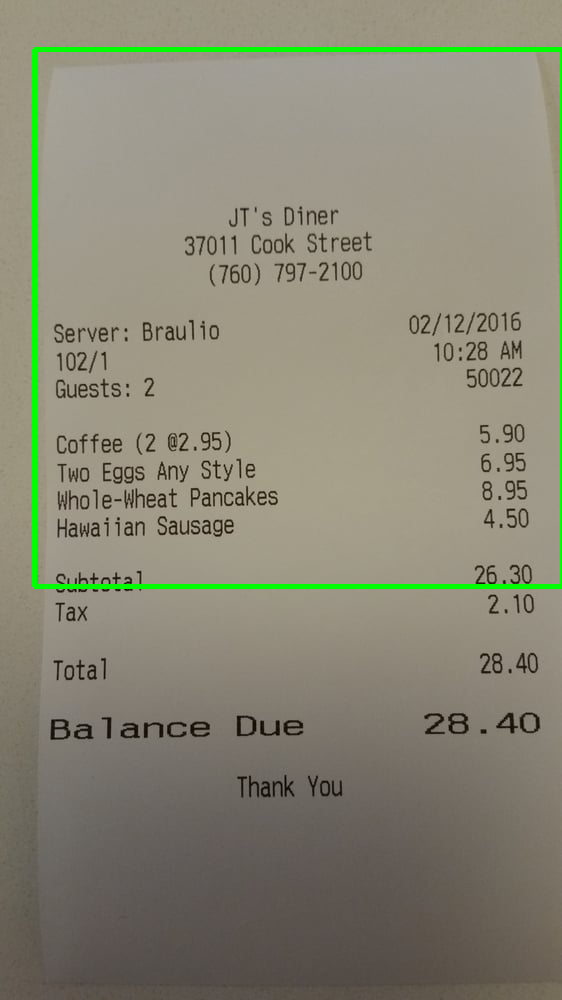 JT's Diner
37011 Cook Street
(760) 797-2100
Server: Braulio 02/12/2016
102/1 10:28 AM
Guests: 2 50022
Coffee (2 @2.95) 5.90
Two Eggs Any Style 6.95
Whole-Wheat Pancakes 8.95
Hawaiian Sausage 4.50
Subtotal 26.30
Tax 2.10
Total 28.40
Balance Due 28.40
Thank You